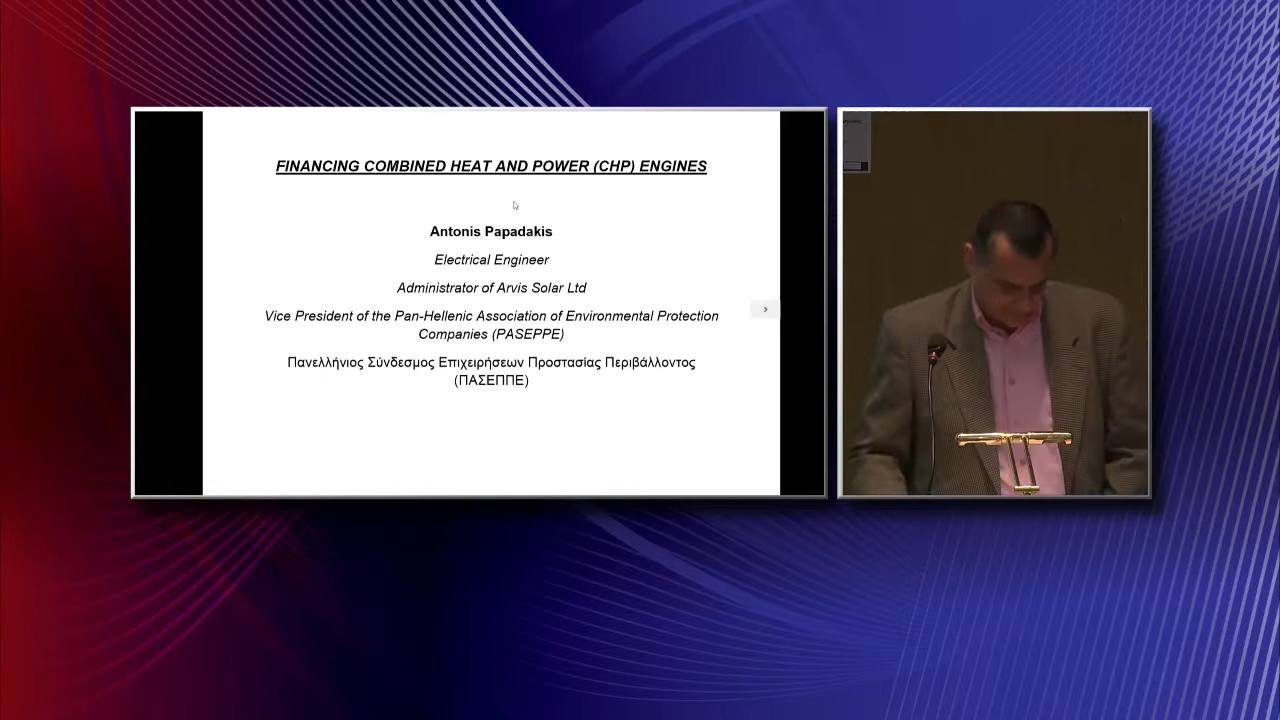 FINANCING COMBINED HEAT AND POWER (CHP) ENGINES
Antonis Papadakis
Electrical Engineer
Administrator of Arvis Solar Ltd
Vice President of the Pan-Hellenic Association of Environmental Protection
Companies (PASEPPE)
Πανελλήνιος Σύνδεσμος Επιχειρήσεων Προστασίας Περιβάλλοντος
(ΠΑΣΕΠΠΕ)